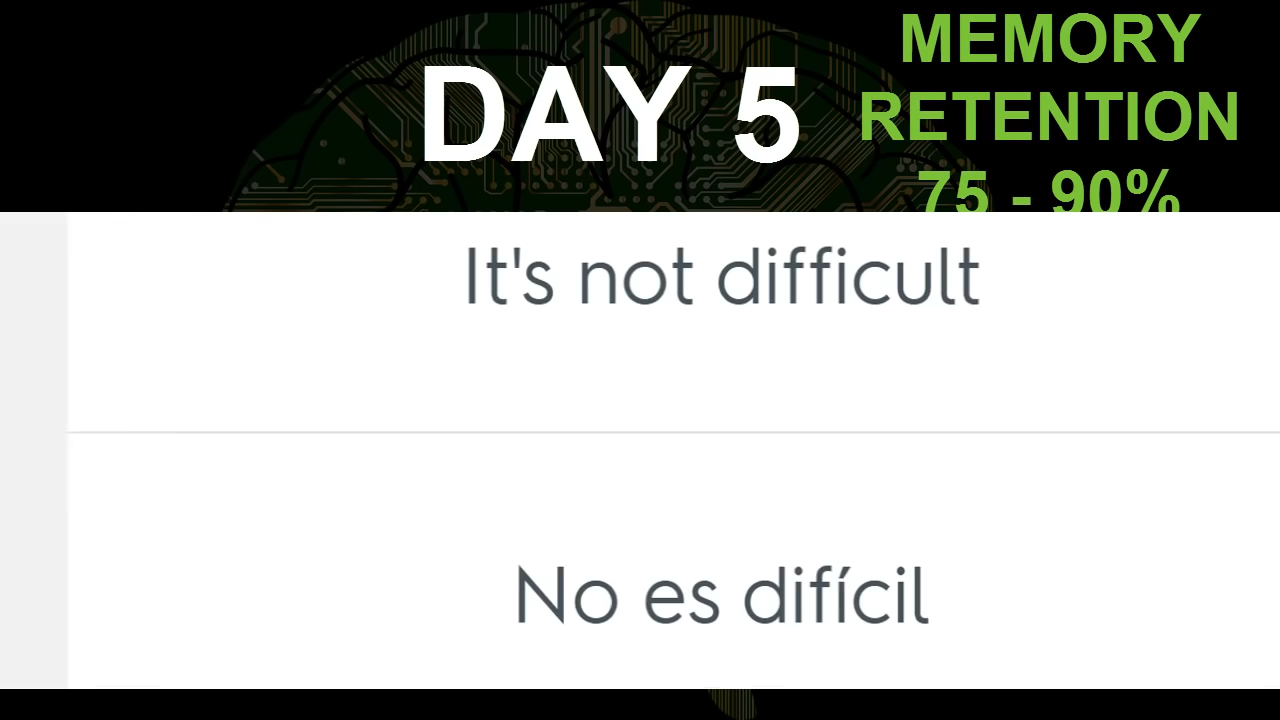 DAY 5
MEMORY
RETENTION
75 - 90%
It's not difficult
No es difícil